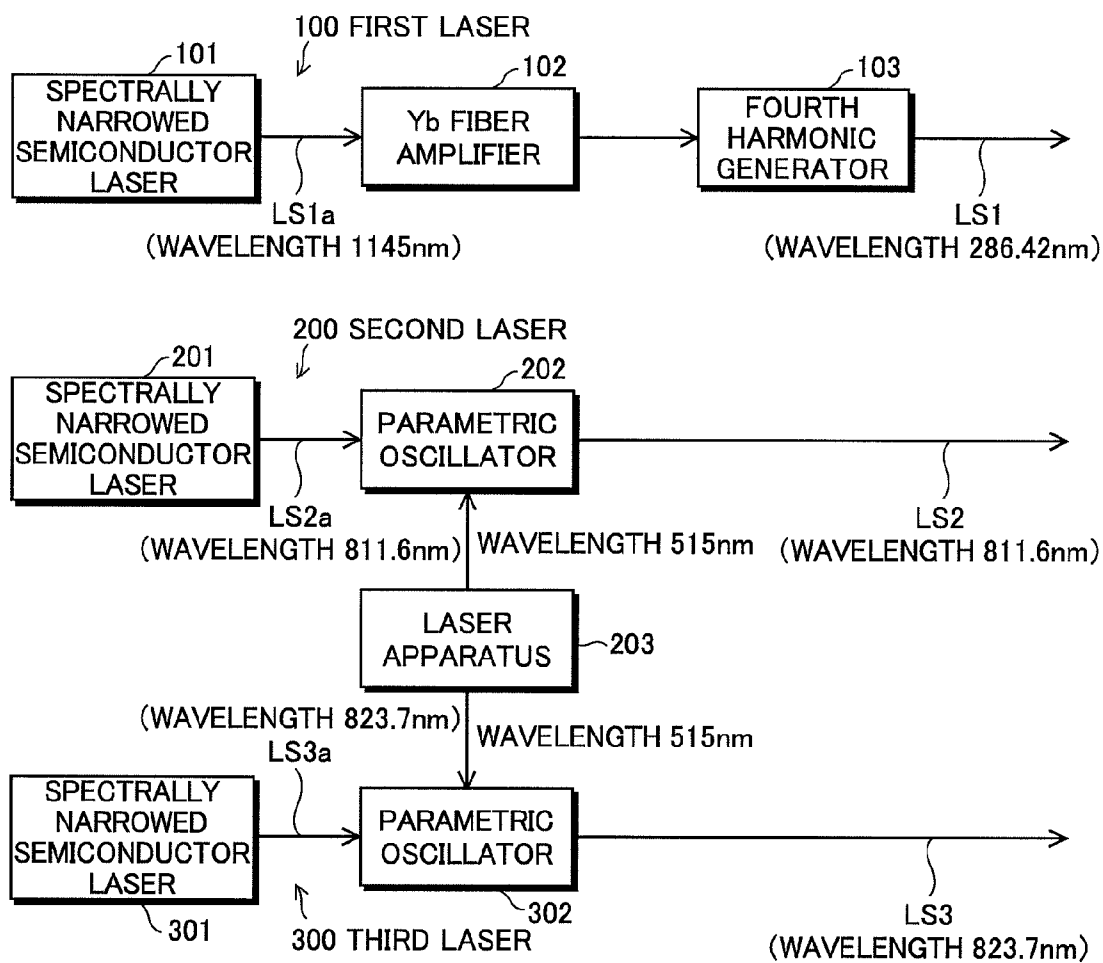 100 FIRST LASER
101
SPECTRALLY
NARROWED
SEMICONDUCTOR
LASER
102
Yb FIBER
AMPLIFIER
103
FOURTH
HARMONIC
GENERATOR
LS1a
(WAVELENGTH 1145nm)
LS1
(WAVELENGTH 286.42nm)
200 SECOND LASER
201
SPECTRALLY
NARROWED
SEMICONDUCTOR
LASER
202
PARAMETRIC
OSCILLATOR
LS2a
(WAVELENGTH 811.6nm)
WAVELENGTH 515nm
LS2
(WAVELENGTH 811.6nm)
LASER
APPARATUS
203
(WAVELENGTH 823.7nm)
LS3a
WAVELENGTH 515nm
SPECTRALLY
NARROWED
SEMICONDUCTOR
LASER
301
PARAMETRIC
OSCILLATOR
302
300 THIRD LASER
LS3
(WAVELENGTH 823.7nm)